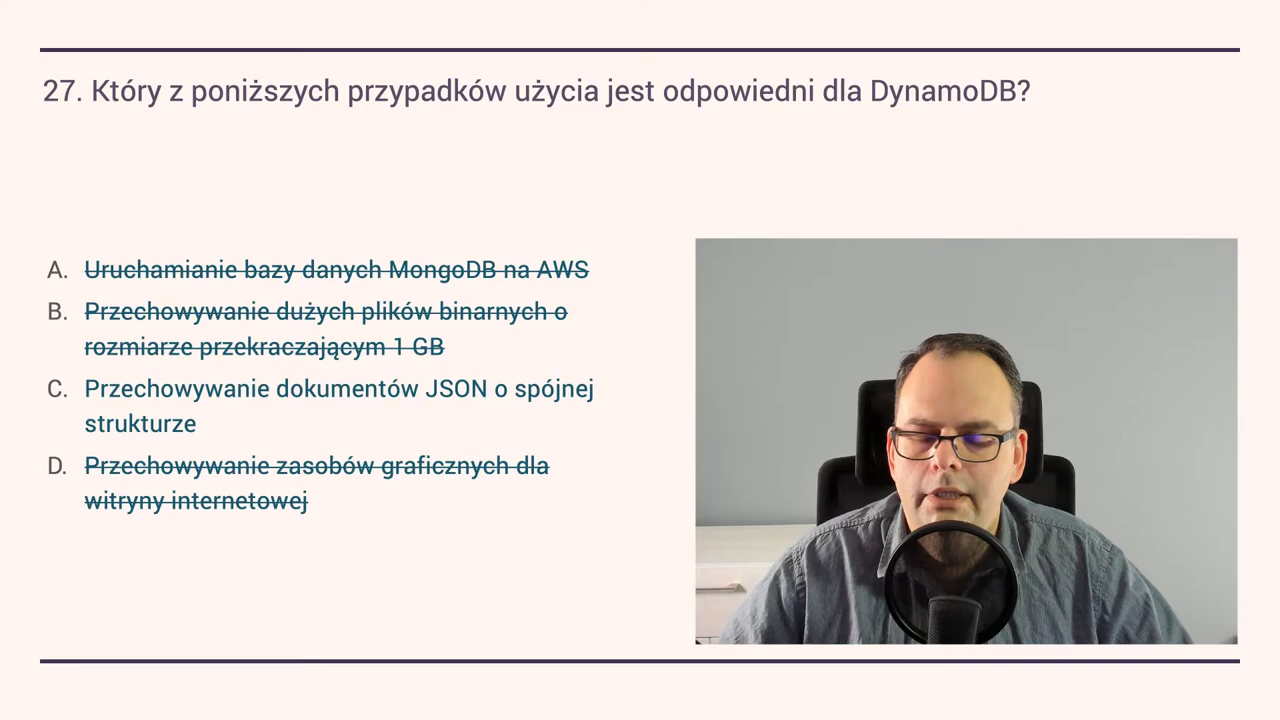 27. Który z poniższych przypadków użycia jest odpowiedni dla DynamoDB?
A. Uruchamianie bazy danych MongoDB na AWS
B. Przechowywanie dużych plików binarnych o
rozmiarze przekraczającym 1 GB
C. Przechowywanie dokumentów JSON o spójnej
strukturze
D. Przechowywanie zasobów graficznych dla
witryny internetowej